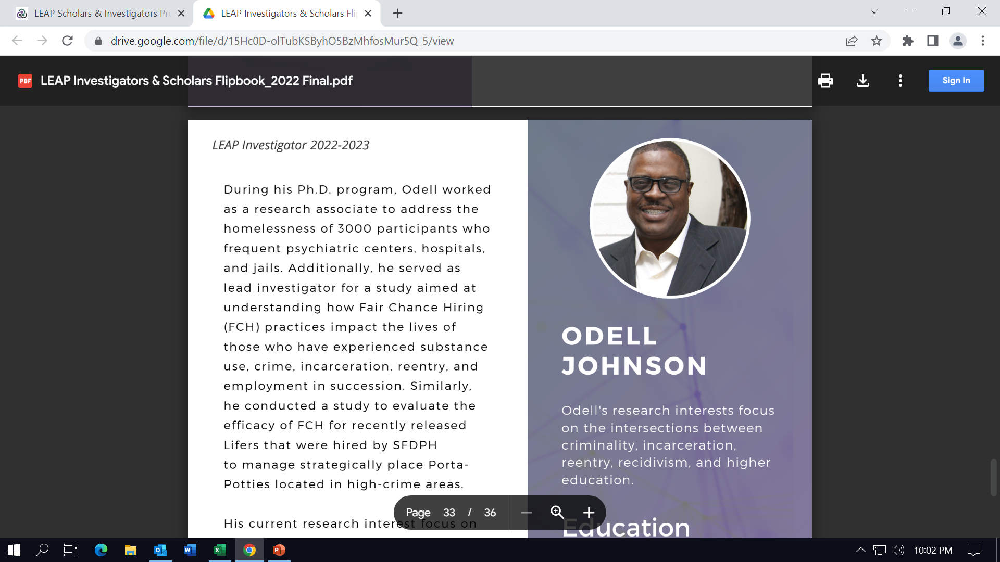 LEAP Scholars & Investigators Pr
LEAP Investigators & Scholars Fli
drive.google.com/file/d/15Hc0D-olTubKSByhO5BzMhfosMur5Q_5/view
PDF
LEAP Investigators & Scholars Flipbook_2022 Final.pdf
Sign In
LEAP Investigator 2022-2023
During his Ph.D. program, Odell worked
as a research associate to address the
homelessness of 3000 participants who
frequent psychiatric centers, hospitals,
and jails. Additionally, he served as
lead investigator for a study aimed at
understanding how Fair Chance Hiring
(FCH) practices impact the lives of
those who have experienced substance
use, crime, incarceration, reentry, and
employment in succession. Similarly,
he conducted a study to evaluate the
efficacy of FCH for recently released
Lifers that were hired by SFDPH
to manage strategically place Porta-
Potties located in high-crime areas.
His current research interest focus on
ODELL
JOHNSON
Odell's research interests focus
on the intersections between
criminality, incarceration,
reentry, recidivism, and higher
education.
Education
Page 33 / 36
10:02 PM